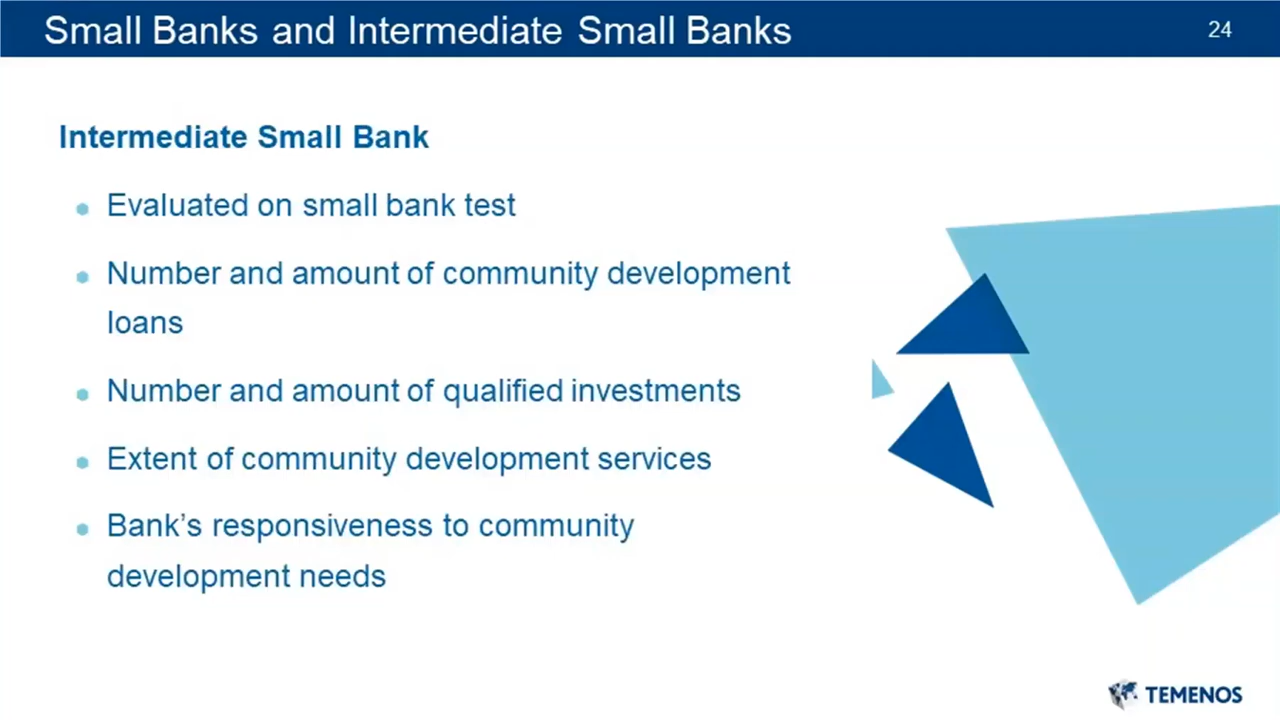 Small Banks and Intermediate Small Banks
24
Intermediate Small Bank
Evaluated on small bank test
Number and amount of community development
loans
Number and amount of qualified investments
Extent of community development services
Bank’s responsiveness to community
development needs
TEMENOS